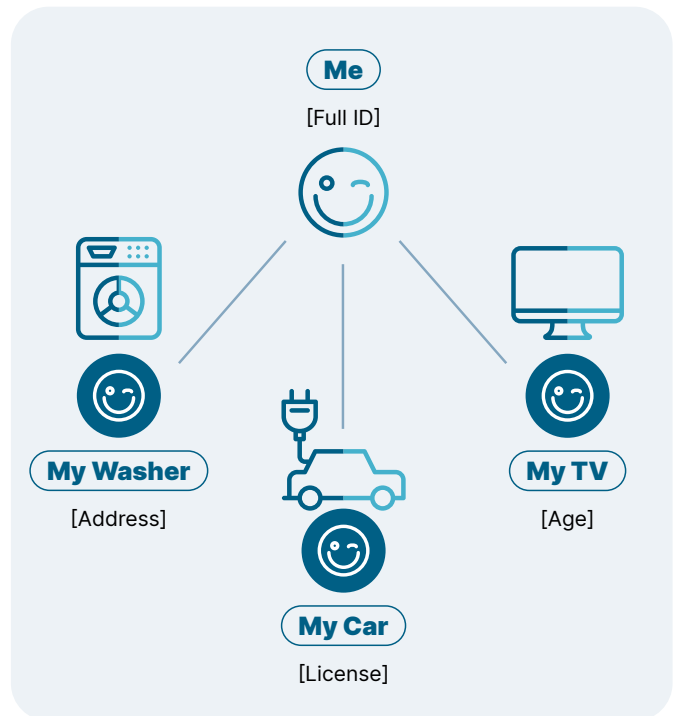 Me
[Full ID]
My Washer
[Address]
My TV
[Age]
My Car
[License]